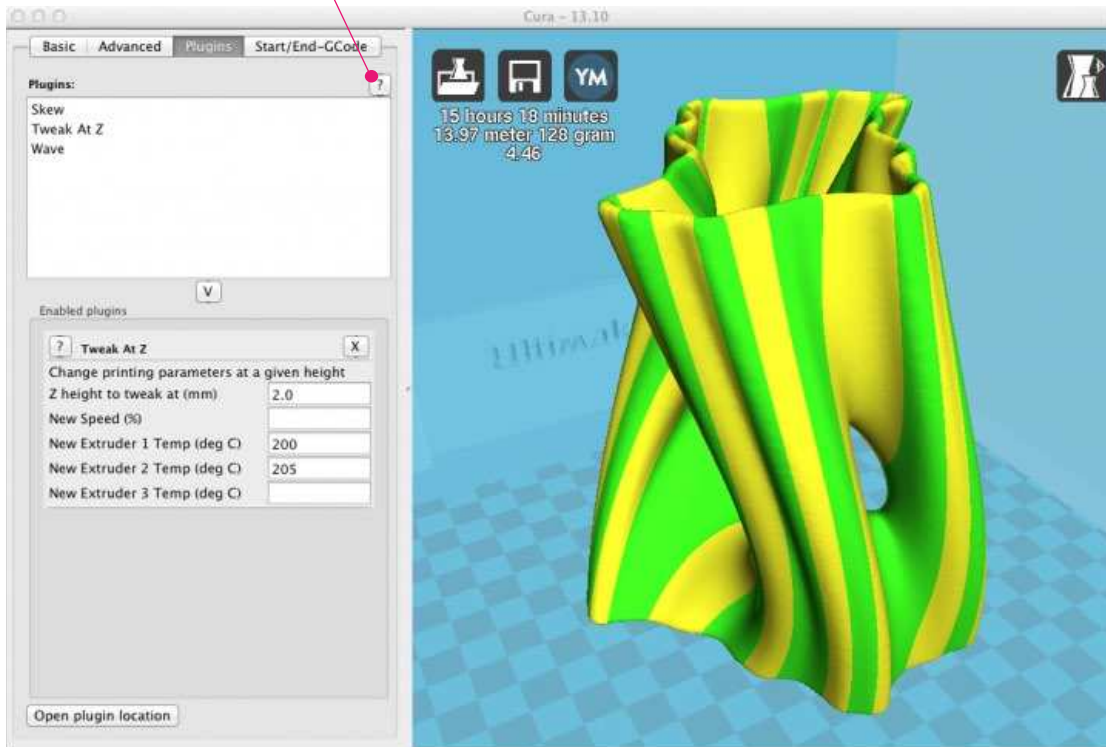 Cura - 13.10
Basic Advanced Plugins Start/End-GCode
Plugins: ?
Skew
Tweak At Z
Wave
V
Enabled plugins
? Tweak At Z X
Change printing parameters at a given height
Z height to tweak at (mm) 2.0
New Speed (%)
New Extruder 1 Temp (deg C) 200
New Extruder 2 Temp (deg C) 205
New Extruder 3 Temp (deg C)
Open plugin location
YM
15 hours 18 minutes
13.97 meter 128 gram
4.46